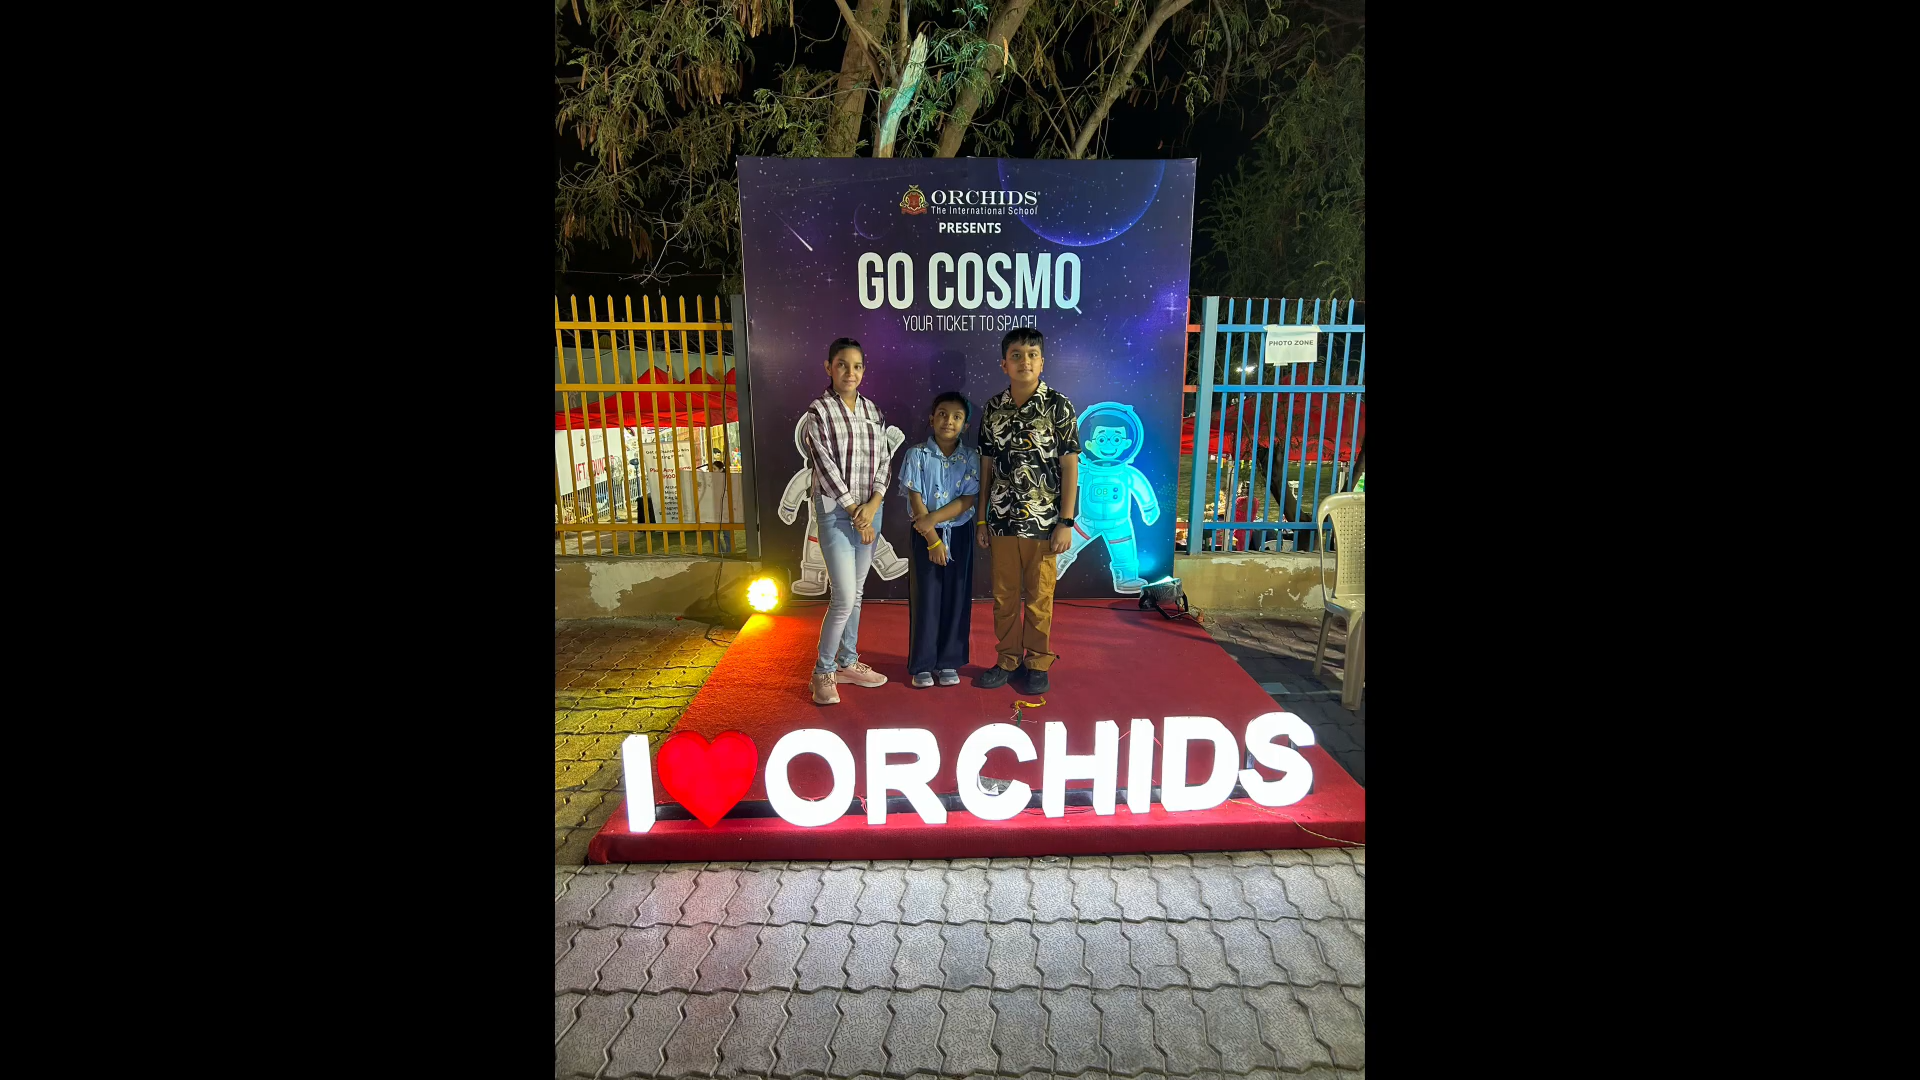 ORCHIDS
The International School
PRESENTS
GO COSMO
YOUR TICKET TO SPACE!
PHOTO ZONE
I ❤ ORCHIDS